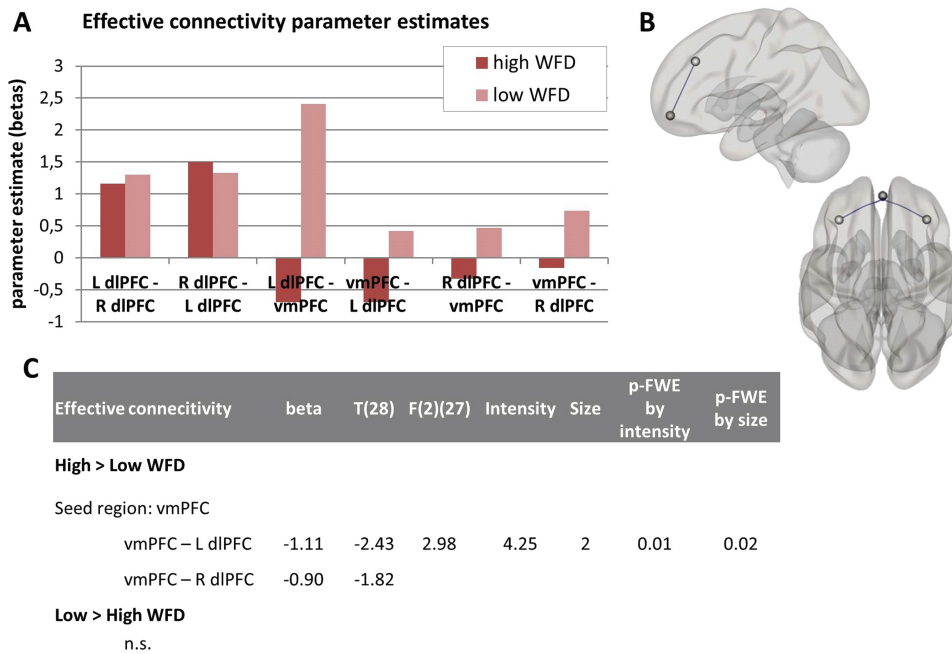 A Effective connectivity parameter estimates
parameter estimate (betas)
3
2,5
2
1,5
1
0,5
0
-0,5
-1
high WFD
low WFD
L dlPFC - R dlPFC - L dlPFC - vmPFC - R dlPFC - vmPFC -
R dlPFC L dlPFC vmPFC L dlPFC vmPFC R dlPFC
B
C
Effective connecitivity beta T(28) F(2)(27) Intensity Size p-FWE by intensity p-FWE by size
High > Low WFD
Seed region: vmPFC
vmPFC – L dlPFC -1.11 -2.43 2.98 4.25 2 0.01 0.02
vmPFC – R dlPFC -0.90 -1.82
Low > High WFD
n.s.